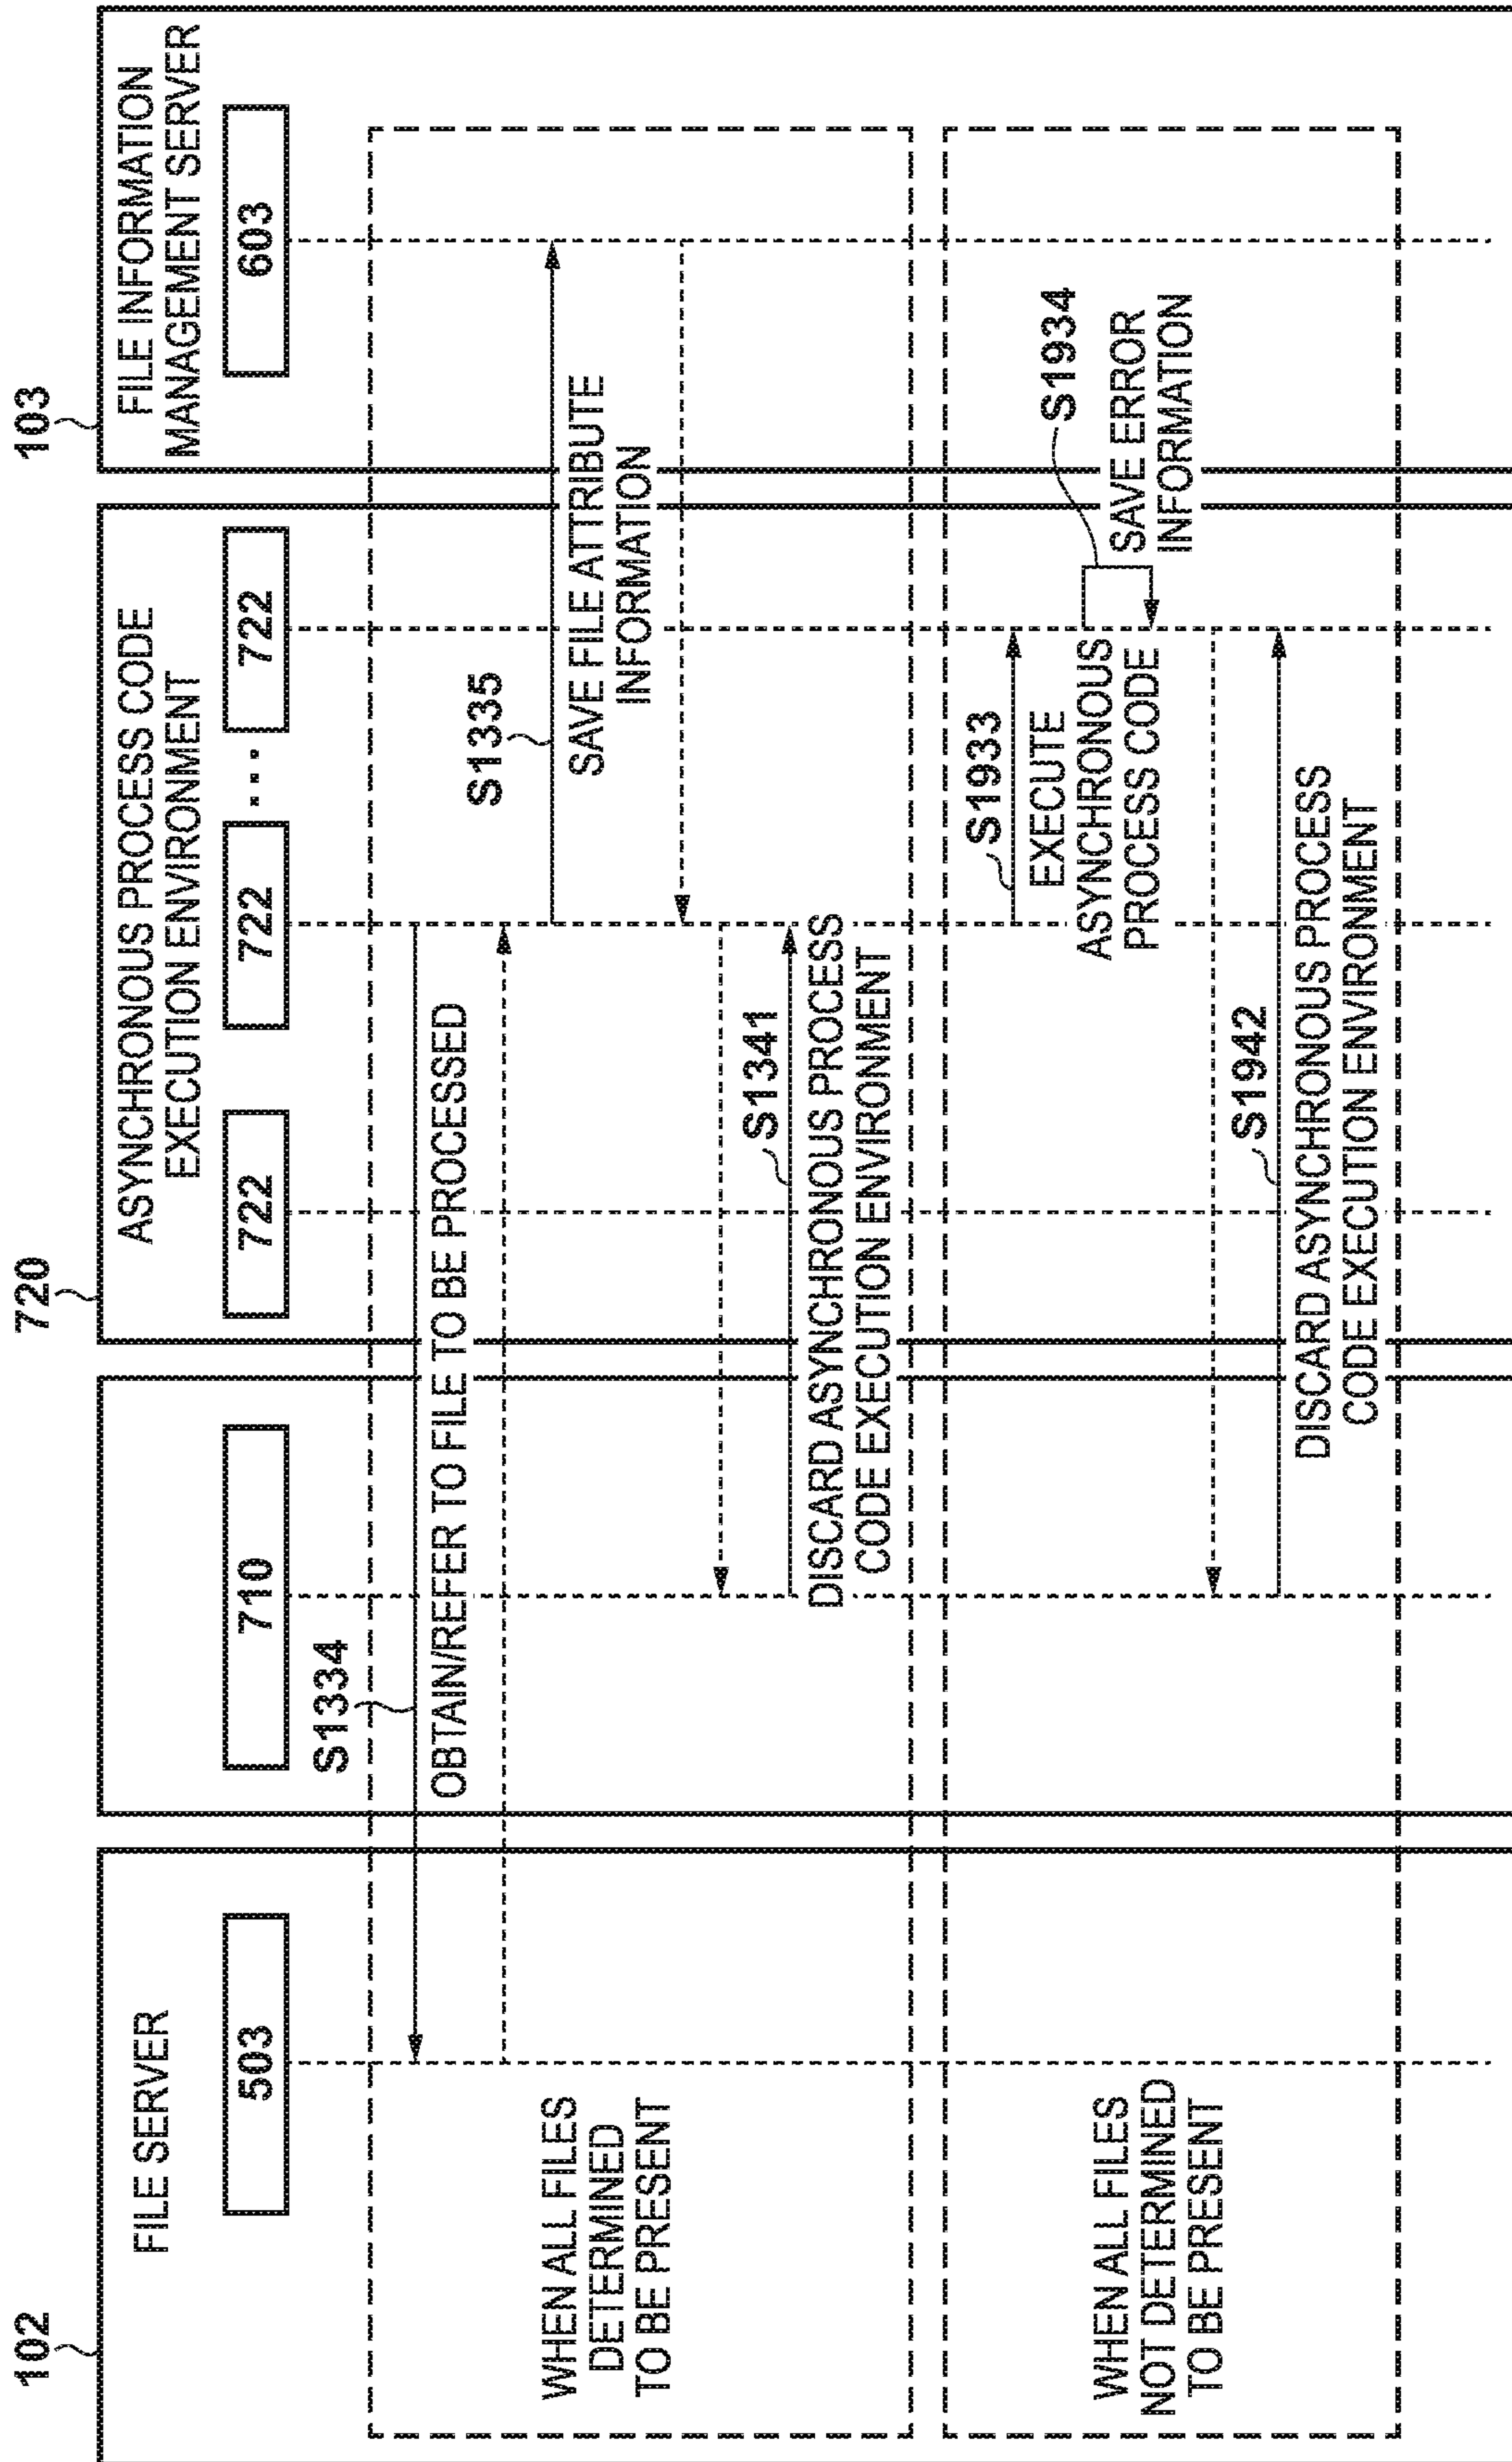 102
720
103
FILE SERVER
ASYNCHRONOUS PROCESS CODE
EXECUTION ENVIRONMENT
FILE INFORMATION
MANAGEMENT SERVER
503
710
722
722
...
722
603
S1334
OBTAIN/REFER TO FILE TO BE PROCESSED
WHEN ALL FILES
DETERMINED
TO BE PRESENT
S1335
SAVE FILE ATTRIBUTE
INFORMATION
S1341
DISCARD ASYNCHRONOUS PROCESS
CODE EXECUTION ENVIRONMENT
WHEN ALL FILES
NOT DETERMINED
TO BE PRESENT
S1933
EXECUTE
ASYNCHRONOUS
PROCESS CODE
S1934
SAVE ERROR
INFORMATION
S1942
DISCARD ASYNCHRONOUS PROCESS
CODE EXECUTION ENVIRONMENT